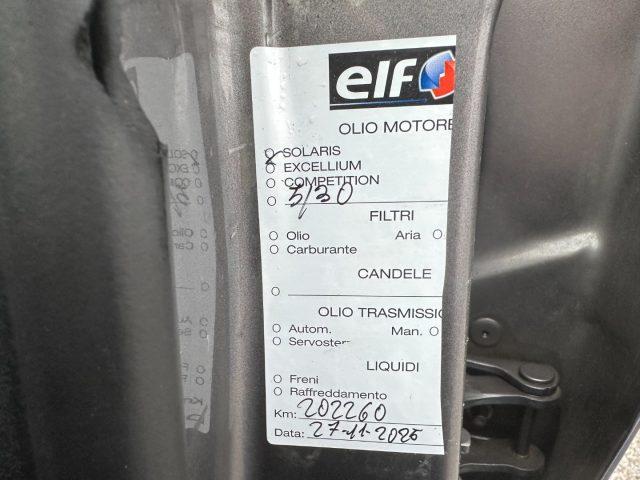 elf
OLIO MOTORE
SOLARIS
EXCELLIUM
COMPETITION
5/30
FILTRI
Olio Aria
Carburante
CANDELE
OLIO TRASMISSIO
Autom. Man.
Servoster
LIQUIDI
Freni
Raffreddamento
Km: 202260
Data: 27-11-2025